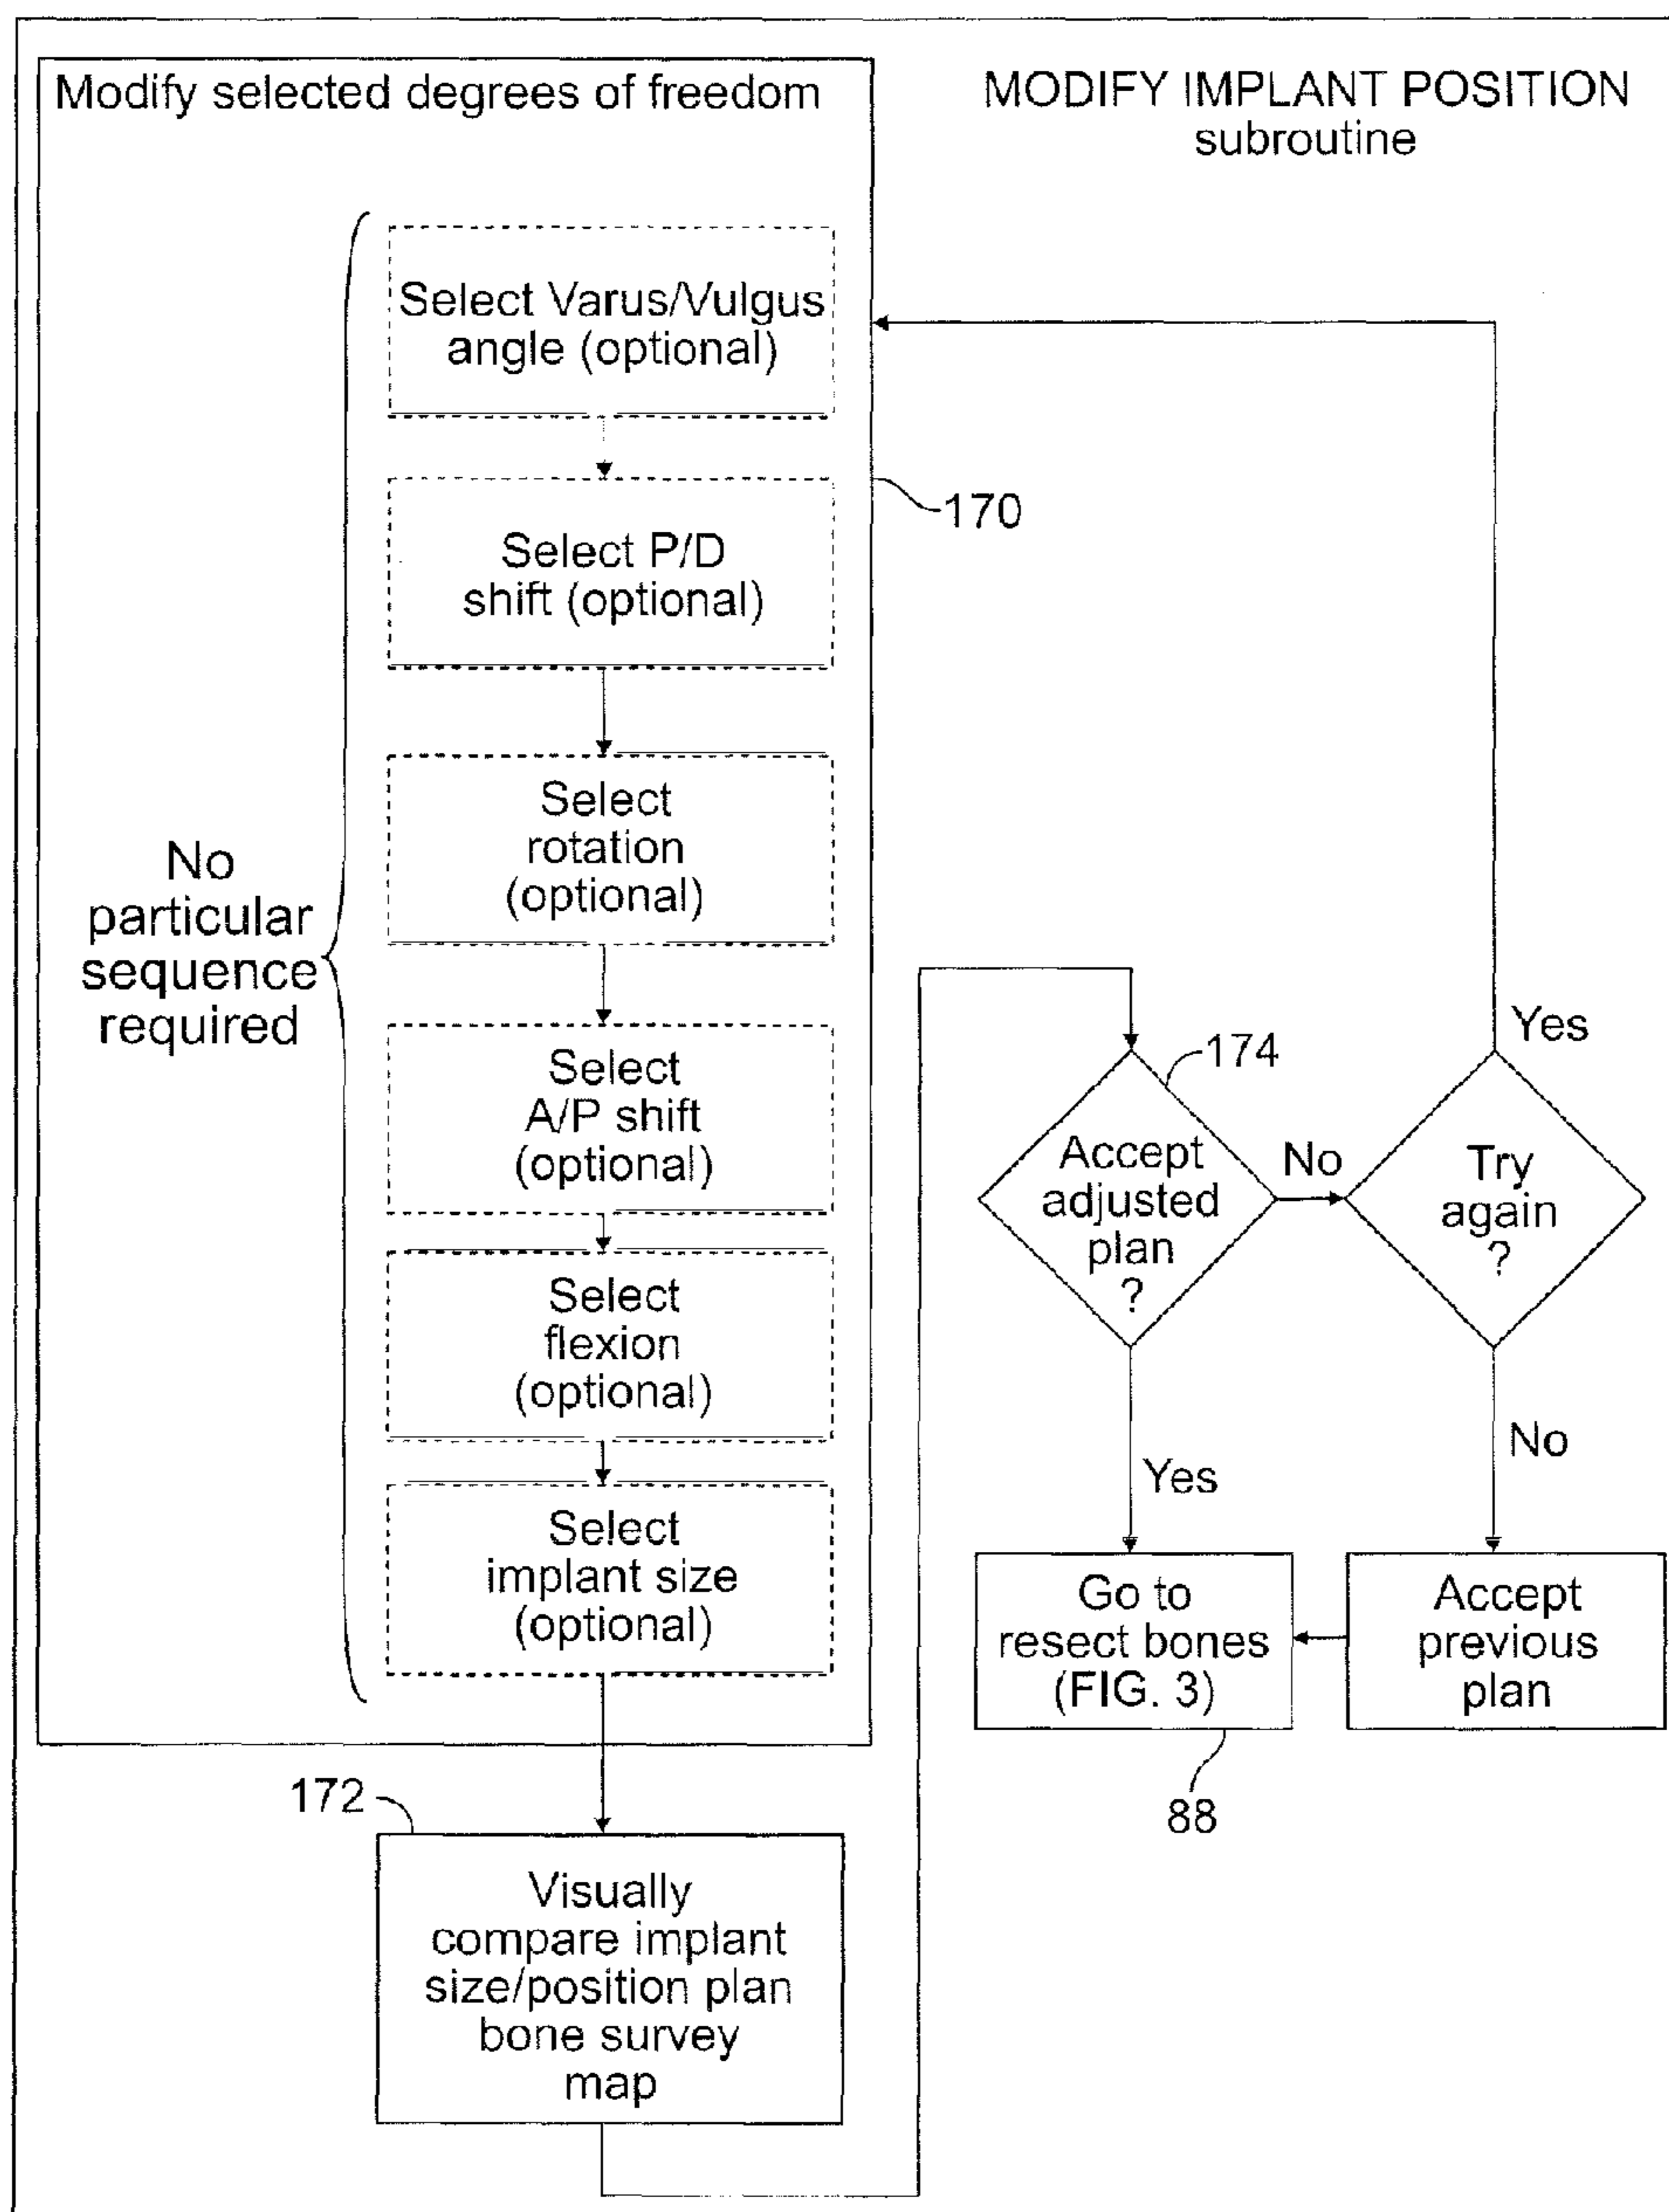 Modify selected degrees of freedom
MODIFY IMPLANT POSITION
subroutine
Select Varus/Vulgus
angle (optional)
170
Select P/D
shift (optional)
Select
rotation
(optional)
No
particular
sequence
required
Select
A/P shift
(optional)
Select
flexion
(optional)
Select
implant size
(optional)
172
Visually
compare implant
size/position plan
bone survey
map
174
Accept
adjusted
plan
?
No
Try
again
?
Yes
Yes
No
Go to
resect bones
(FIG. 3)
88
Accept
previous
plan